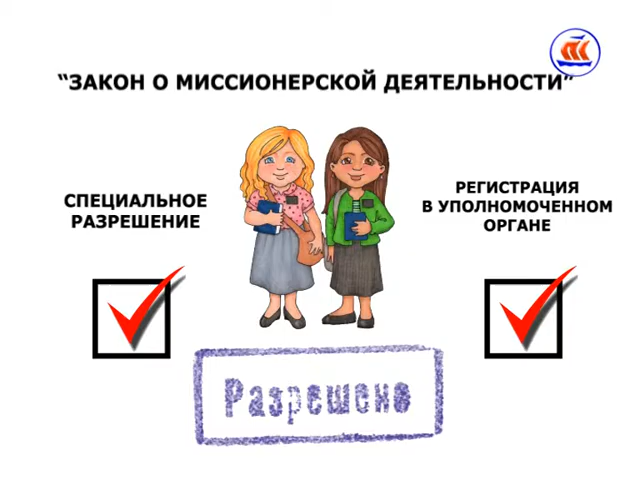 “ЗАКОН О МИССИОНЕРСКОЙ ДЕЯТЕЛЬНОСТИ”
СПЕЦИАЛЬНОЕ
РАЗРЕШЕНИЕ
РЕГИСТРАЦИЯ
В УПОЛНОМОЧЕННОМ
ОРГАНЕ
Разрешено